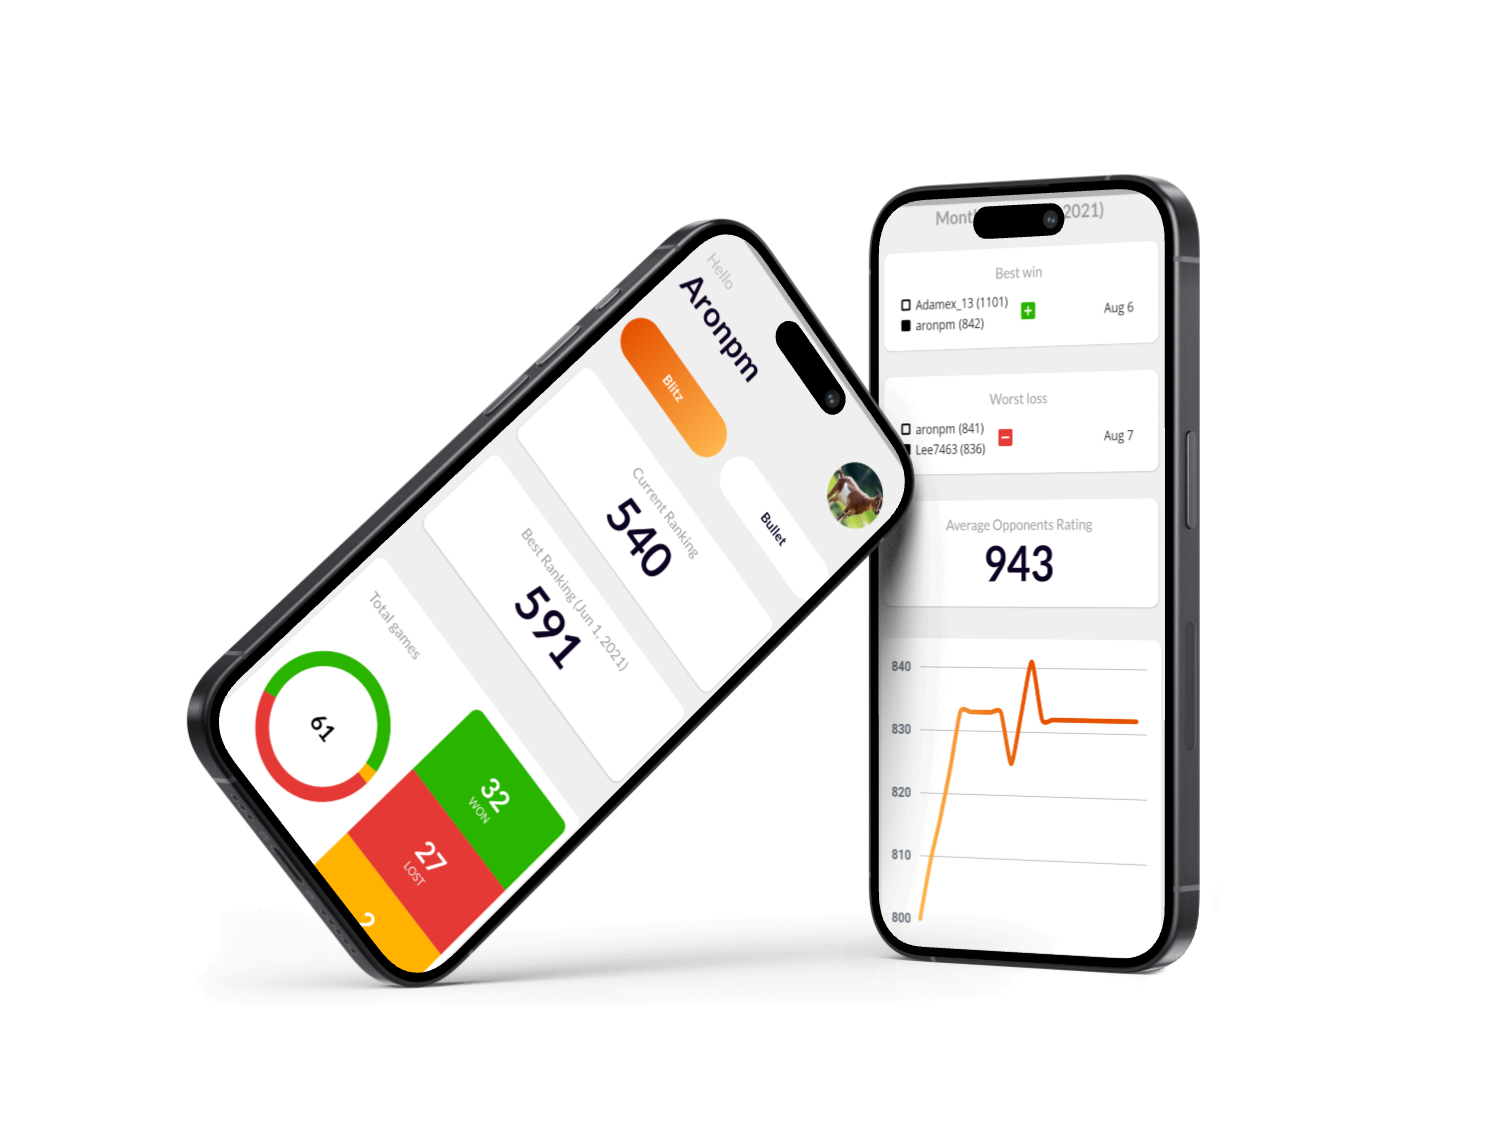 Hello
Aronpm
Blitz
Bullet
Current Ranking
540
Best Ranking (Jun 1, 2021)
591
Total games
61
32
WON
27
LOST
2
2021)
Best win
Adamex_13 (1101)
aronpm (842)
Aug 6
Worst loss
aronpm (841)
Lee7463 (836)
Aug 7
Average Opponents Rating
943
840
830
820
810
800